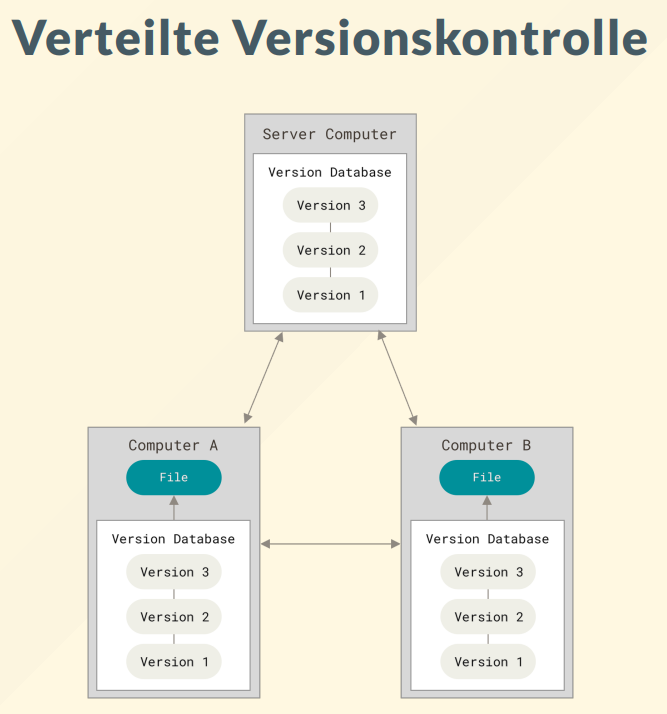 Verteilte Versionskontrolle
Server Computer
Version Database
Version 3
Version 2
Version 1
Computer A
File
Version Database
Version 3
Version 2
Version 1
Computer B
File
Version Database
Version 3
Version 2
Version 1